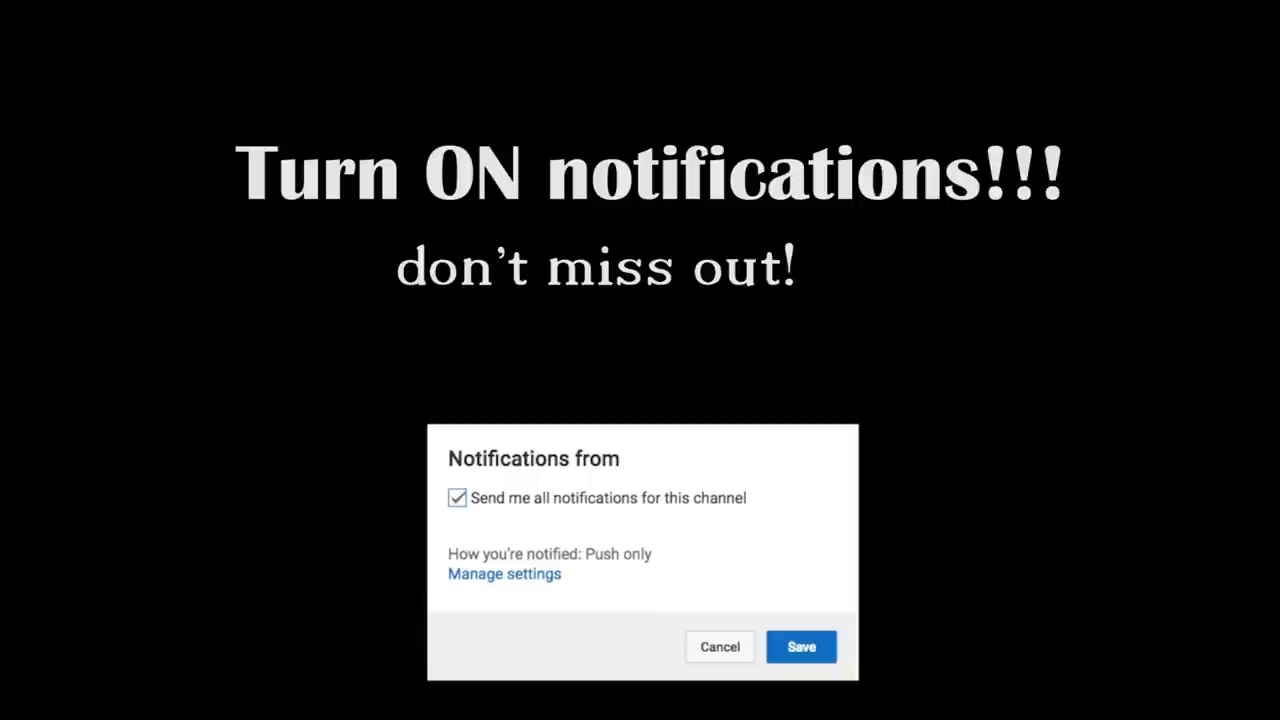 Turn ON notifications!!!
don't miss out!
Notifications from
Send me all notifications for this channel
How you're notified: Push only
Manage settings
Cancel Save